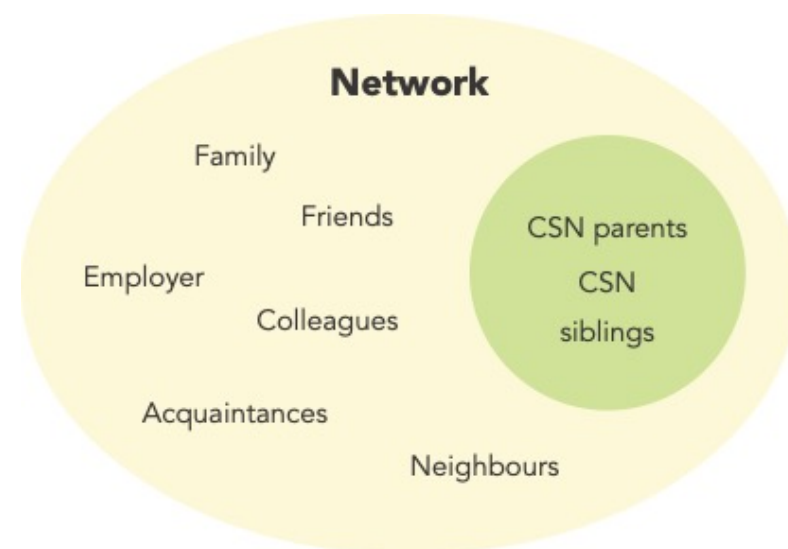 Network
Family
Friends
Employer
Colleagues
Acquaintances
Neighbours
CSN parents
CSN
siblings